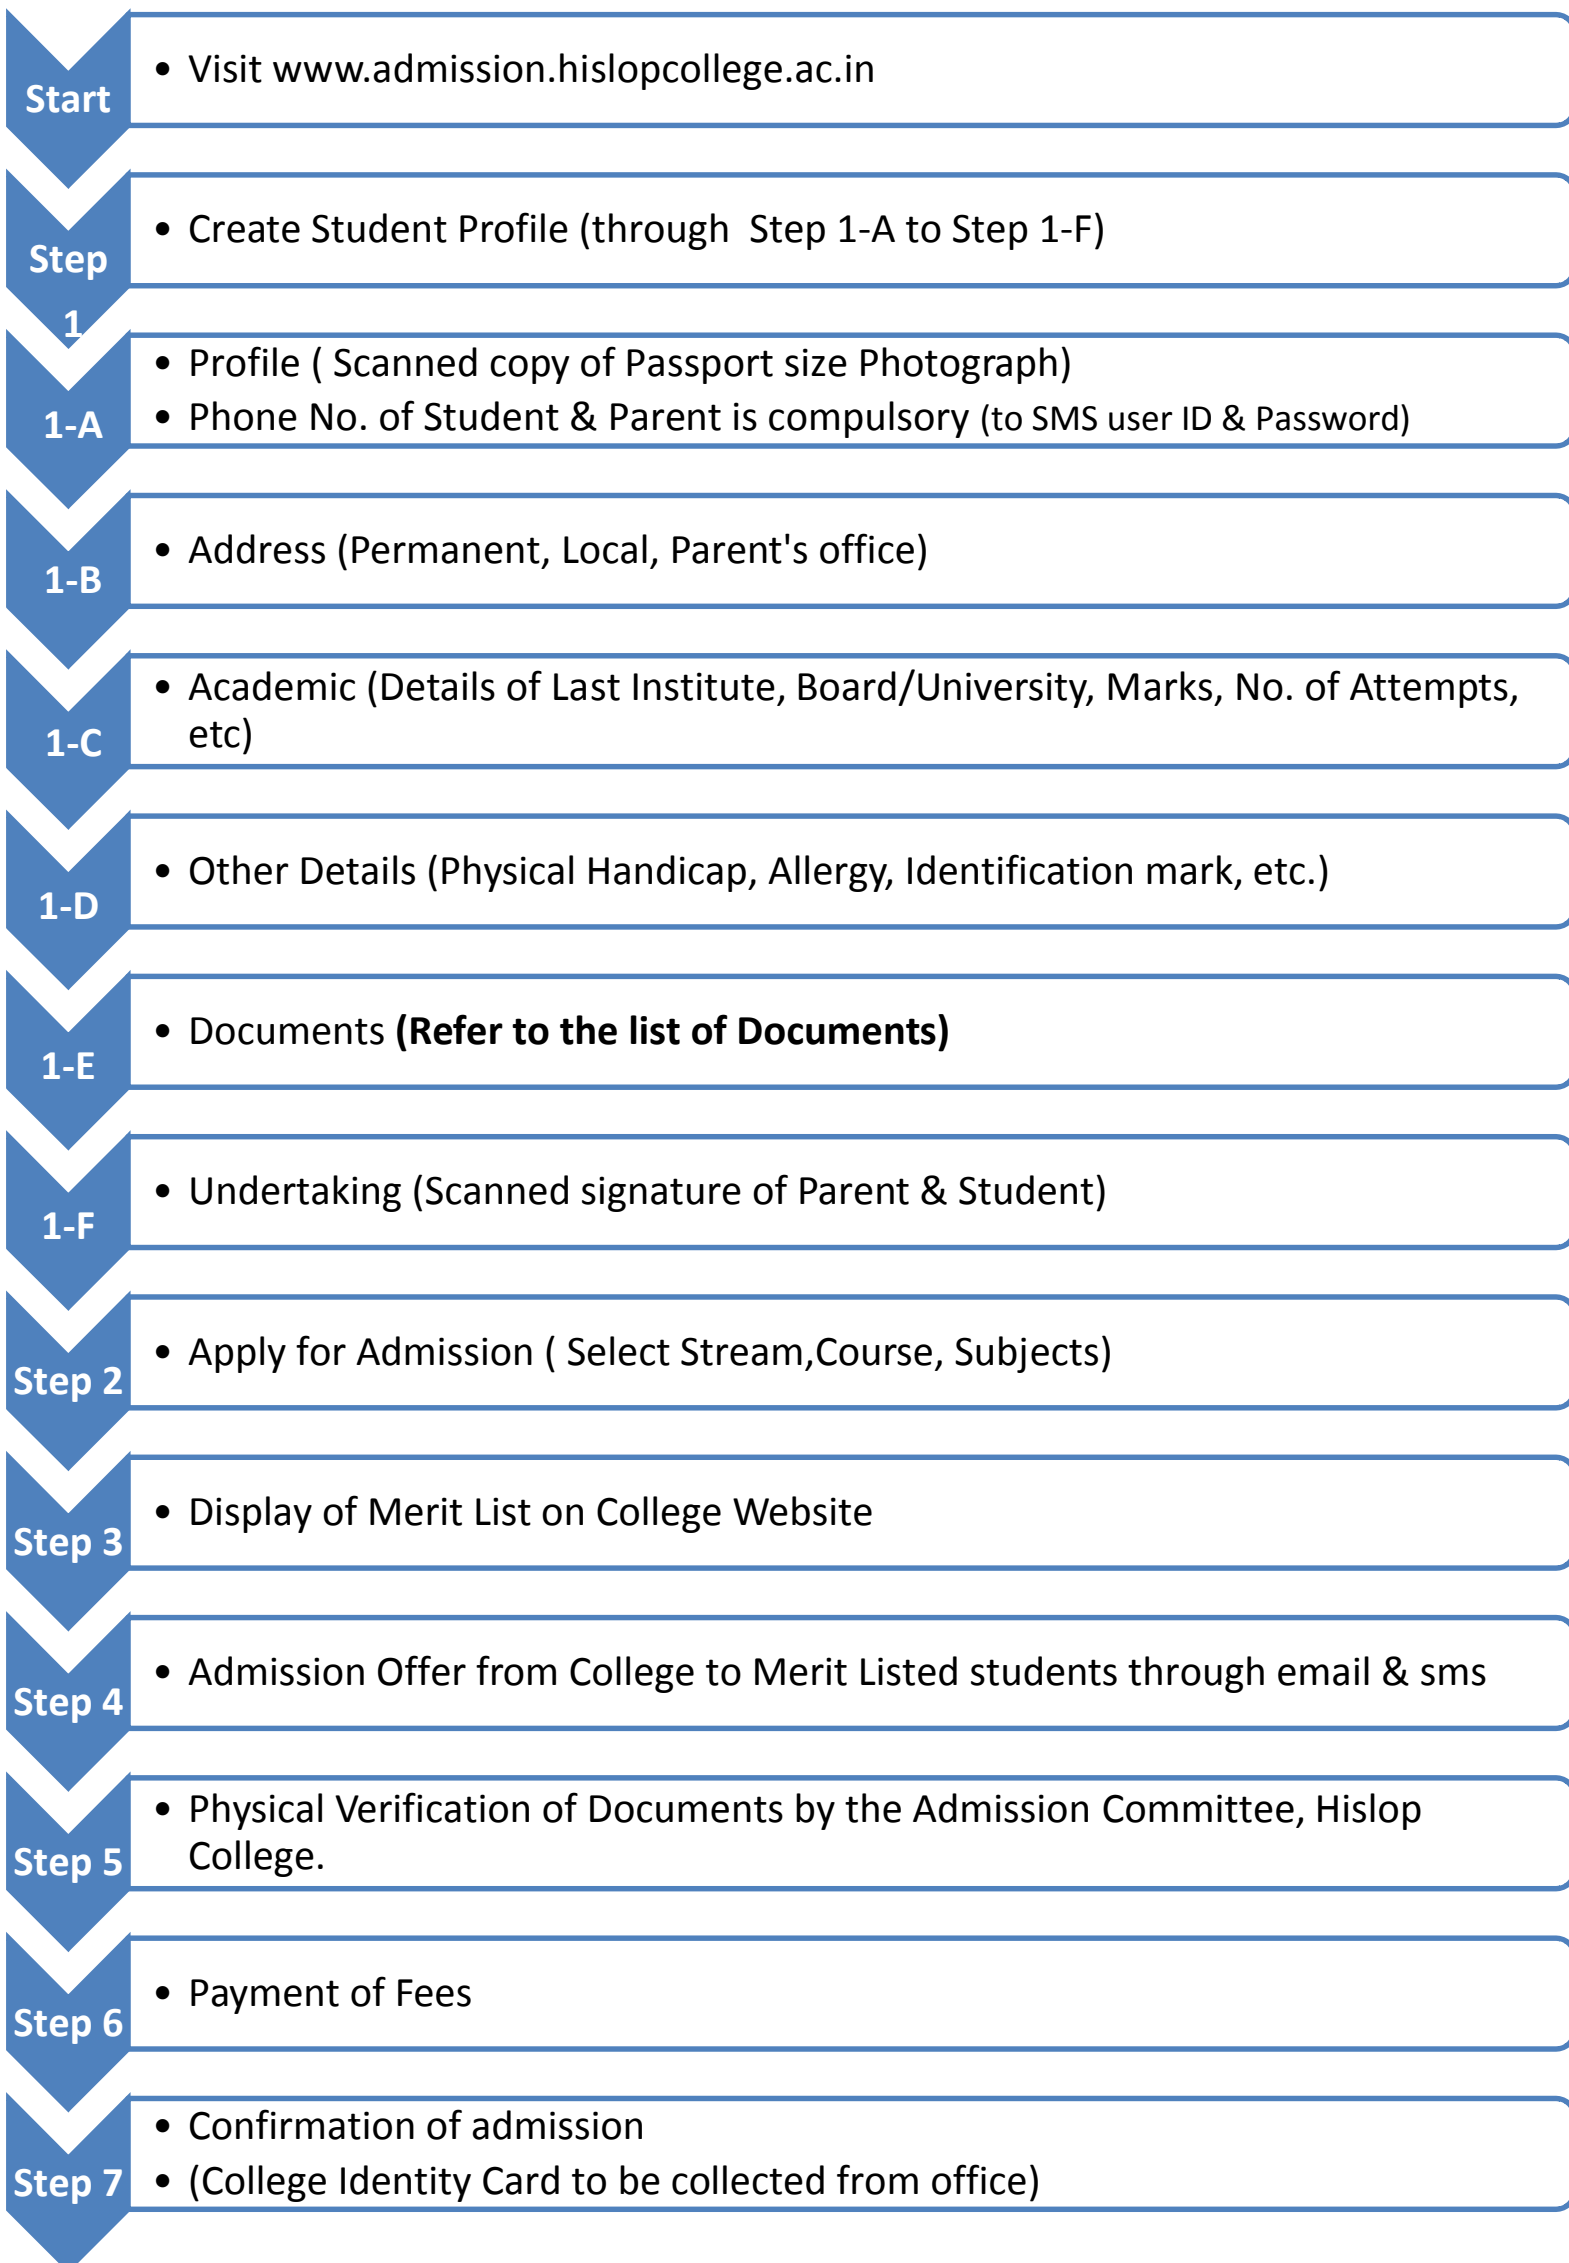 Start
• Visit www.admission.hislopcollege.ac.in
Step
1
• Create Student Profile (through  Step 1-A to Step 1-F)
1-A
• Profile ( Scanned copy of Passport size Photograph)
• Phone No. of Student & Parent is compulsory (to SMS user ID & Password)
1-B
• Address (Permanent, Local, Parent's office)
1-C
• Academic (Details of Last Institute, Board/University, Marks, No. of Attempts,
etc)
1-D
• Other Details (Physical Handicap, Allergy, Identification mark, etc.)
1-E
• Documents (Refer to the list of Documents)
1-F
• Undertaking (Scanned signature of Parent & Student)
Step 2
• Apply for Admission ( Select Stream,Course, Subjects)
Step 3
• Display of Merit List on College Website
Step 4
• Admission Offer from College to Merit Listed students through email & sms
Step 5
• Physical Verification of Documents by the Admission Committee, Hislop
College.
Step 6
• Payment of Fees
Step 7
• Confirmation of admission
• (College Identity Card to be collected from office)